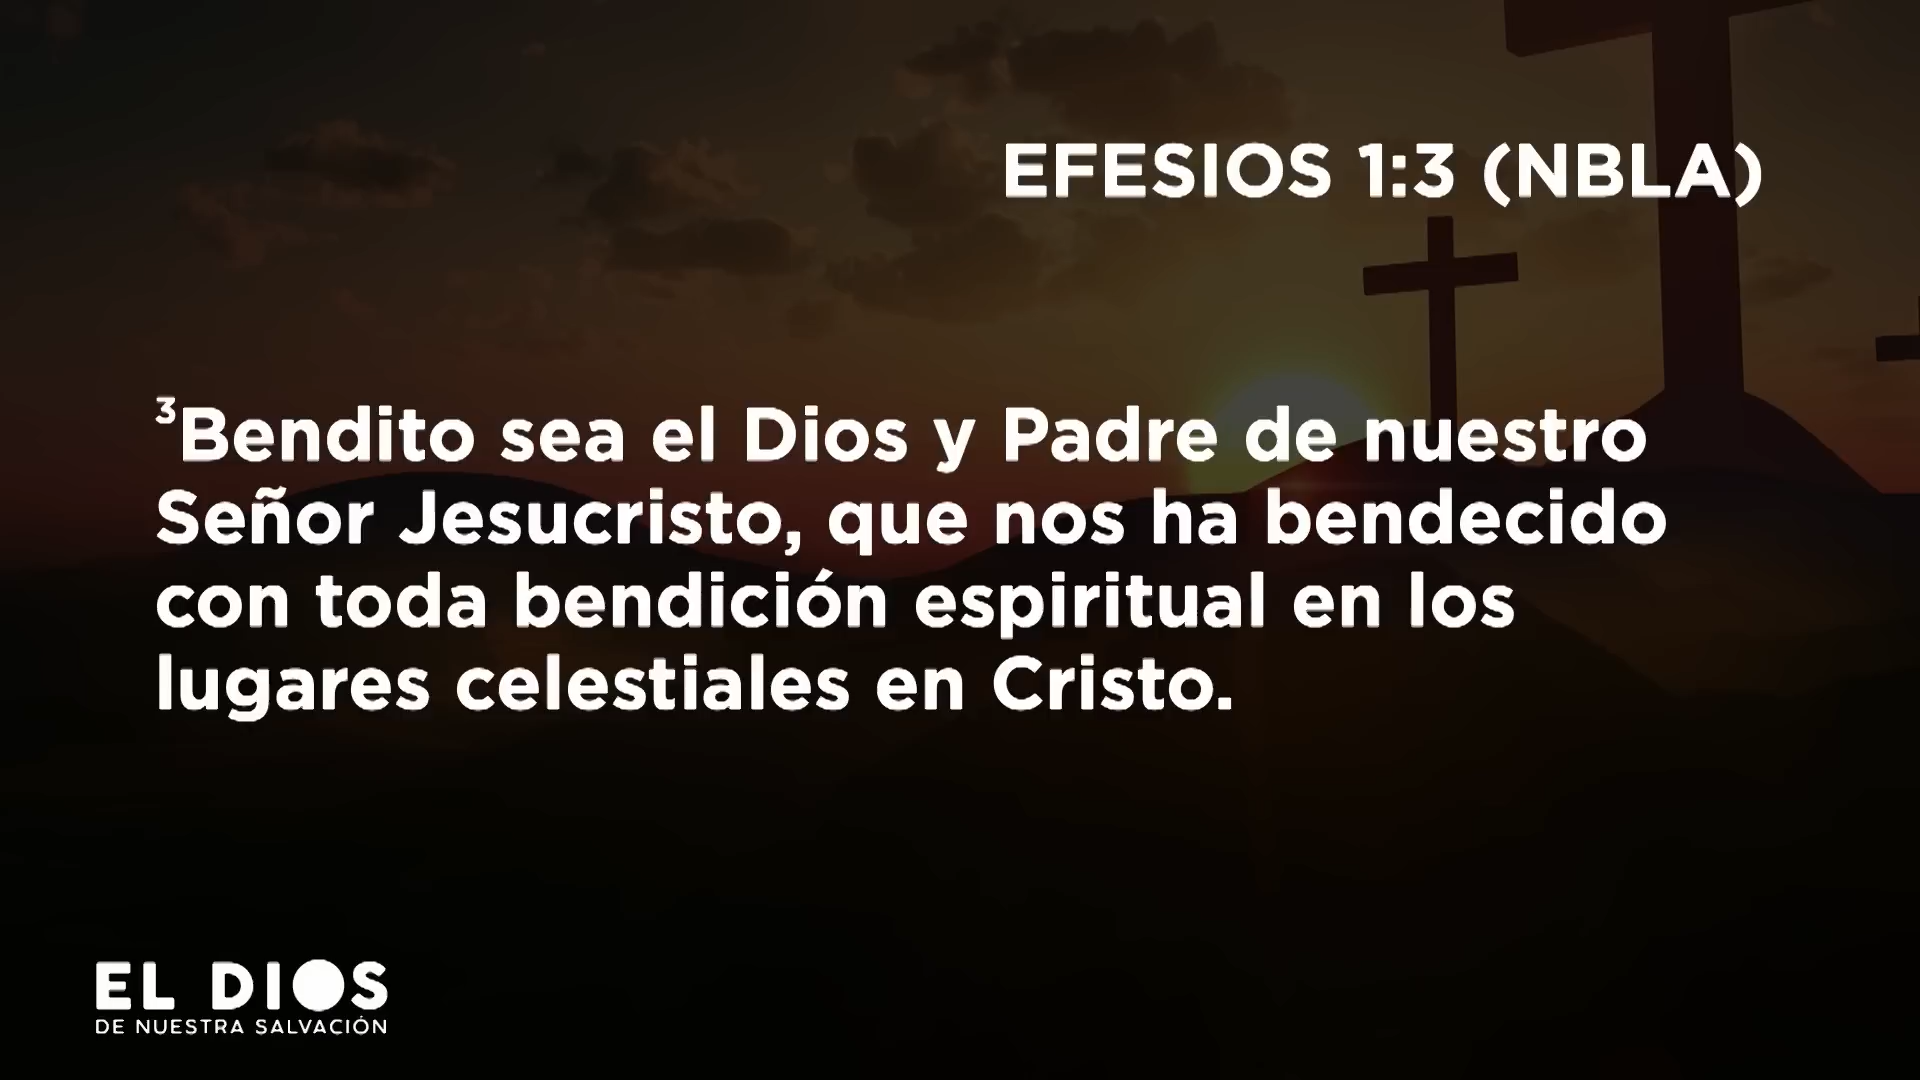 EFESIOS 1:3 (NBLA)
³Bendito sea el Dios y Padre de nuestro
Señor Jesucristo, que nos ha bendecido
con toda bendición espiritual en los
lugares celestiales en Cristo.
EL DIOS
DE NUESTRA SALVACIÓN